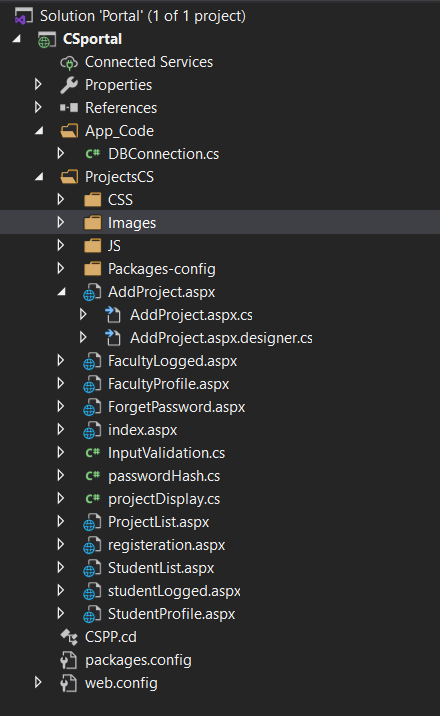 Solution 'Portal' (1 of 1 project)
CSportal
Connected Services
Properties
References
App_Code
C# DBConnection.cs
ProjectsCS
CSS
Images
JS
Packages-config
AddProject.aspx
AddProject.aspx.cs
AddProject.aspx.designer.cs
FacultyLogged.aspx
FacultyProfile.aspx
ForgetPassword.aspx
index.aspx
C# InputValidation.cs
C# passwordHash.cs
C# projectDisplay.cs
ProjectList.aspx
registeration.aspx
StudentList.aspx
studentLogged.aspx
StudentProfile.aspx
CSPP.cd
packages.config
web.config